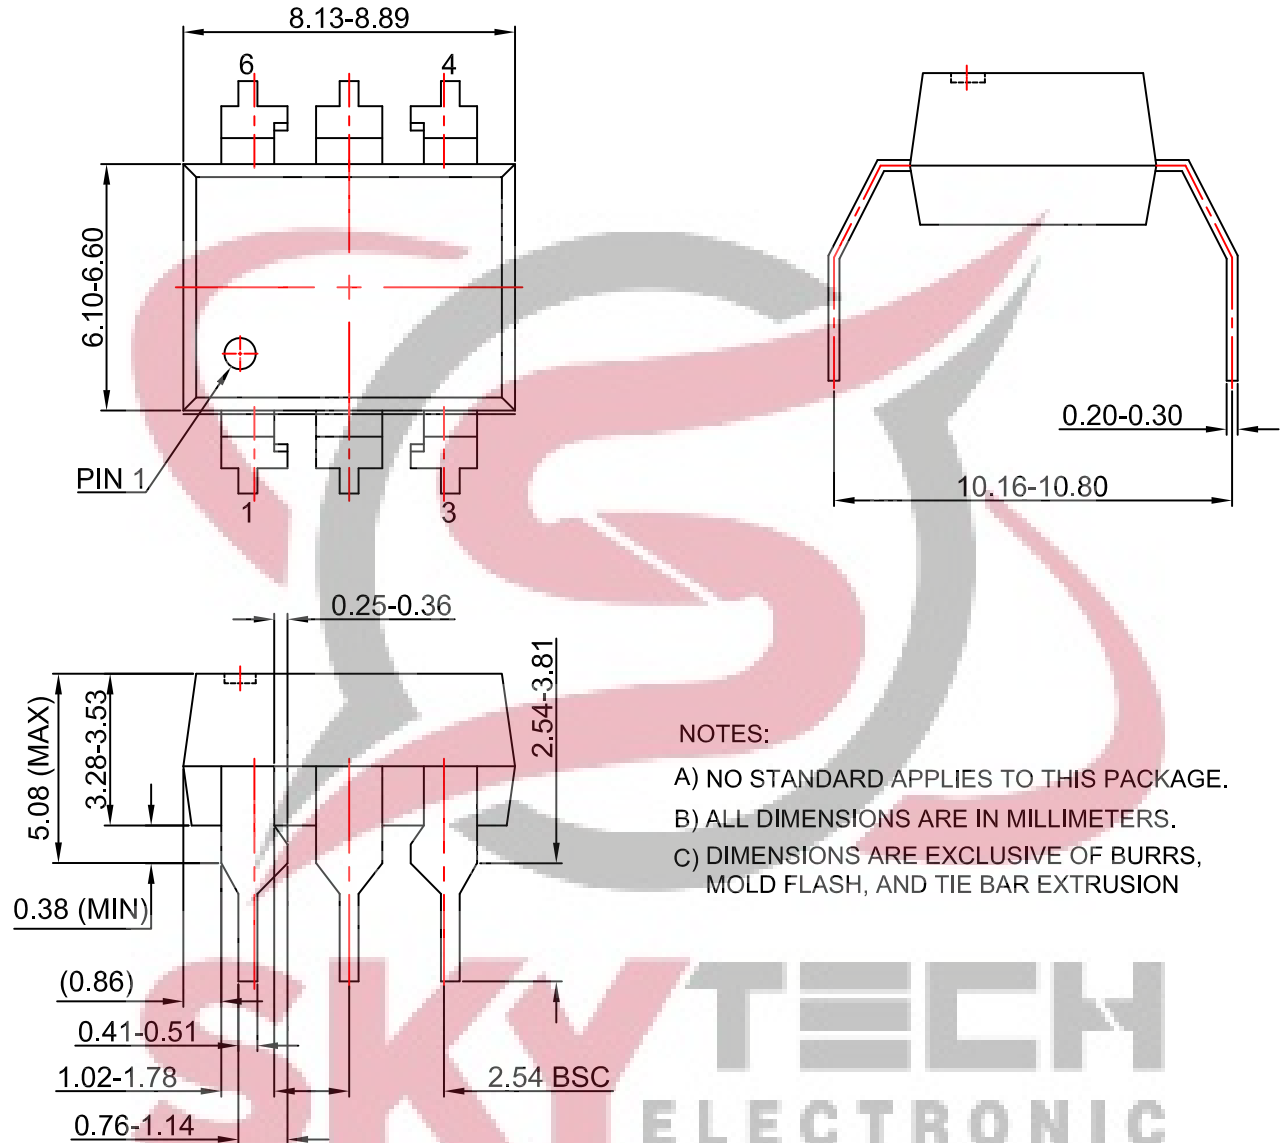 8.13-8.89
6
4
6.10-6.60
PIN 1
1
3
0.20-0.30
10.16-10.80
0.25-0.36
5.08 (MAX)
3.28-3.53
2.54-3.81
0.38 (MIN)
(0.86)
0.41-0.51
1.02-1.78
2.54 BSC
0.76-1.14
NOTES:
A) NO STANDARD APPLIES TO THIS PACKAGE.
B) ALL DIMENSIONS ARE IN MILLIMETERS.
C) DIMENSIONS ARE EXCLUSIVE OF BURRS,
MOLD FLASH, AND TIE BAR EXTRUSION
SKYTECH
ELECTRONIC